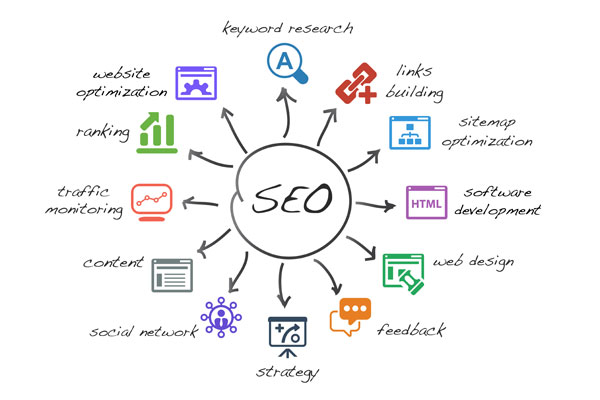 keyword research
A
website
optimization
links
building
ranking
sitemap
optimization
SEO
traffic
monitoring
HTML
software
development
content
web design
social network
feedback
strategy